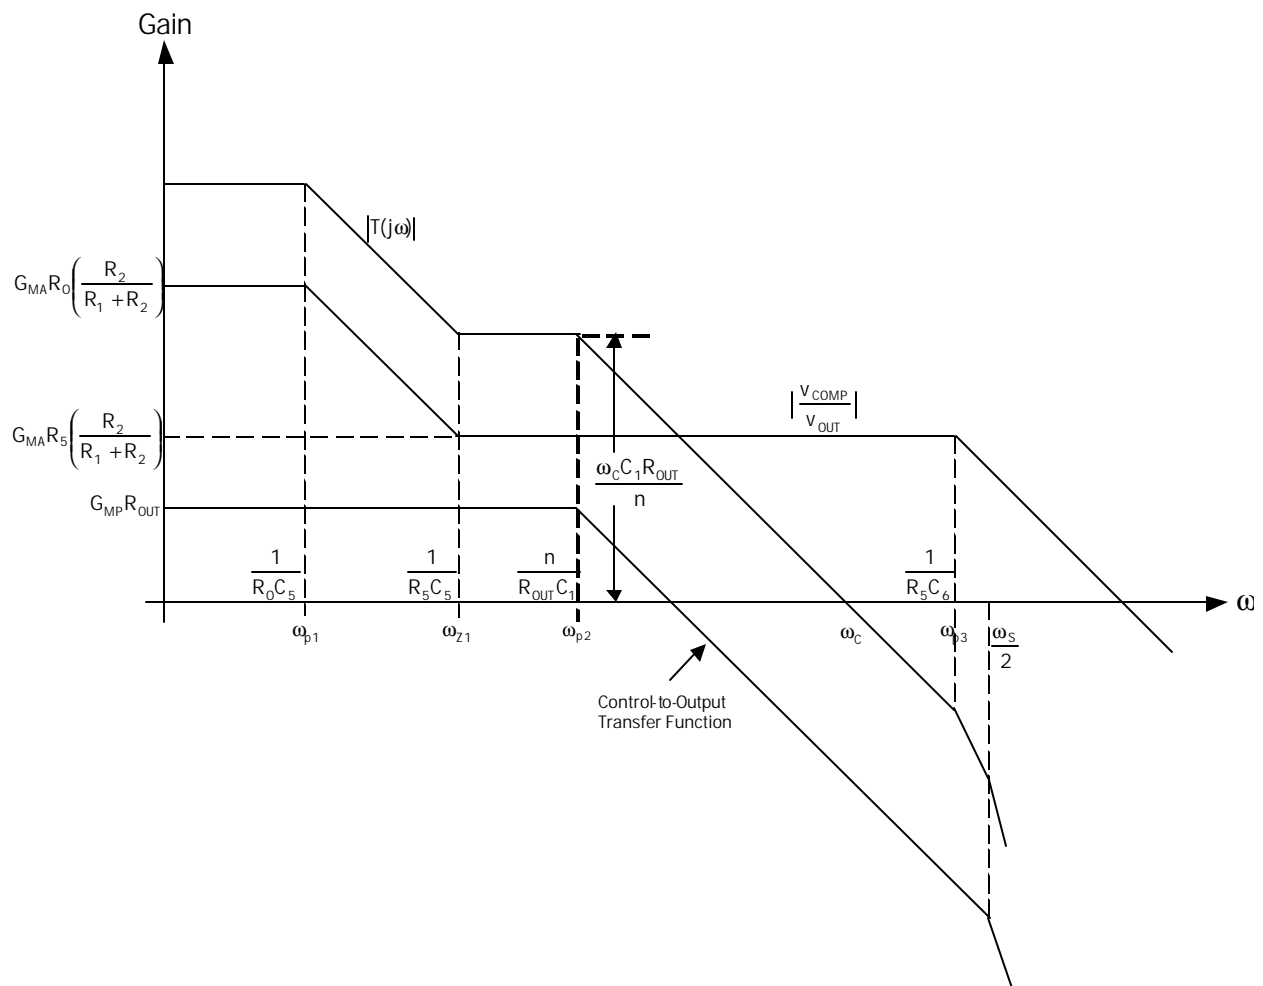 Gain
|T(jω)|
G_MA R_O (R_2 / (R_1 + R_2))
|v_COMP / v_OUT|
G_MA R_5 (R_2 / (R_1 + R_2))
ω_C C_1 R_OUT / n
G_MP R_OUT
1 / (R_O C_5)
1 / (R_5 C_5)
n / (R_OUT C_1)
1 / (R_5 C_6)
ω
ω_p1
ω_Z1
ω_p2
ω_C
ω_p3
ω_S / 2
Control-to-Output
Transfer Function